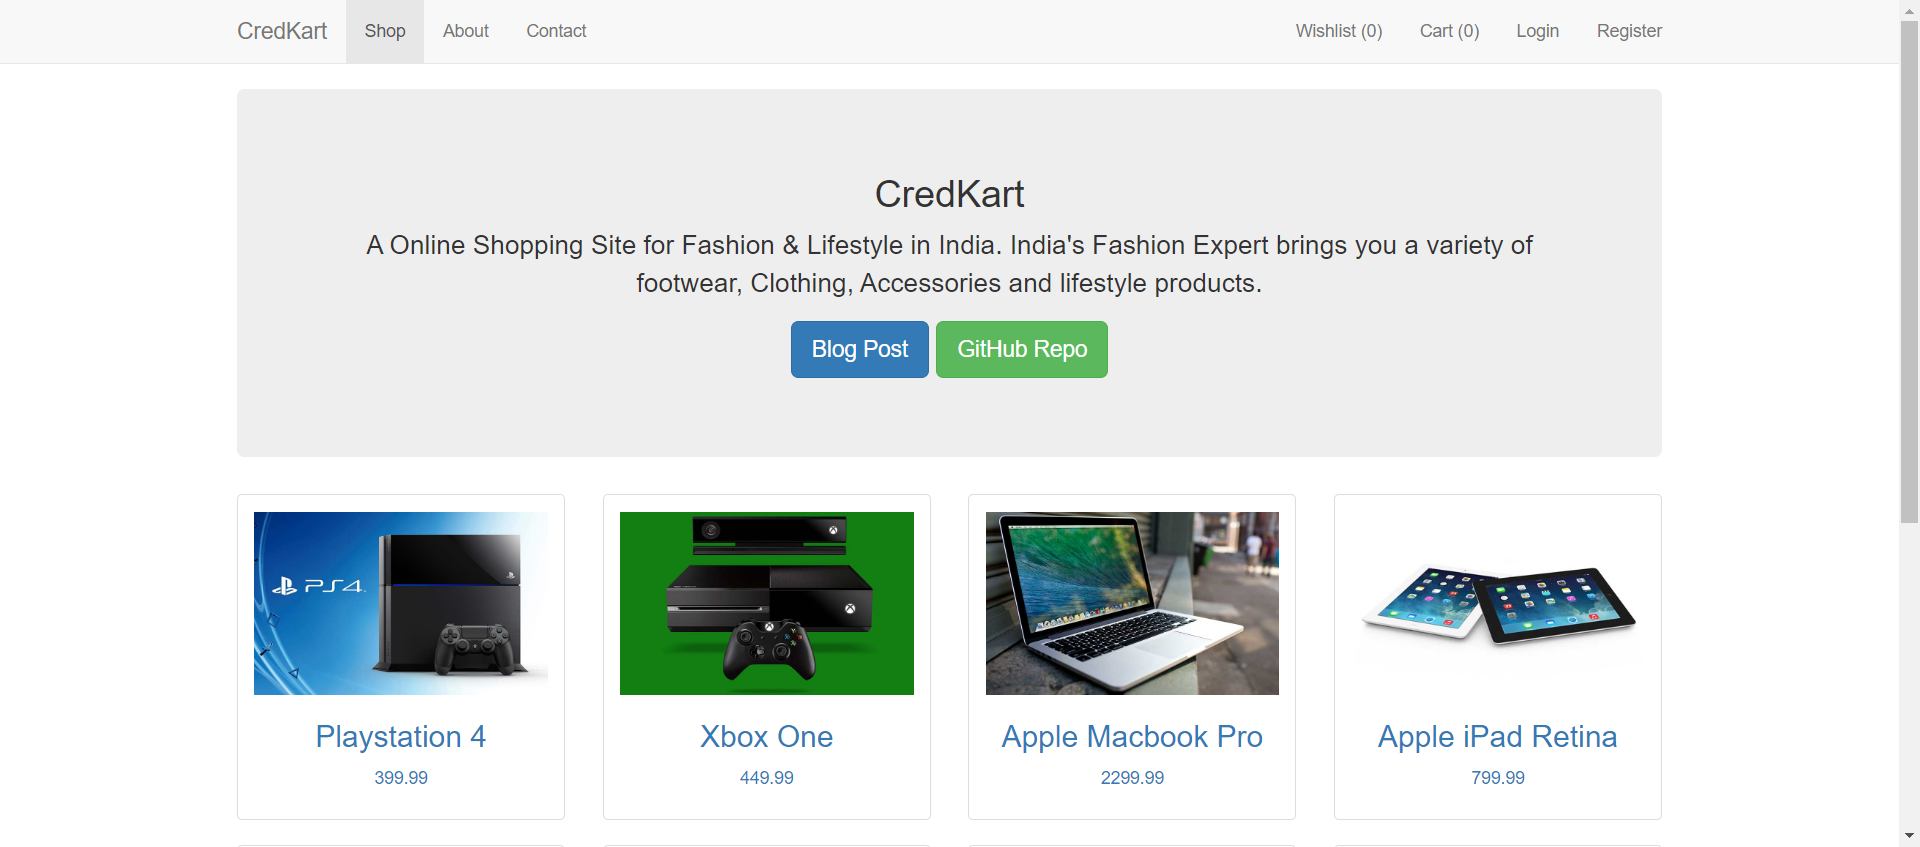 CredKart Shop About Contact Wishlist (0) Cart (0) Login Register
CredKart
A Online Shopping Site for Fashion & Lifestyle in India. India's Fashion Expert brings you a variety of
footwear, Clothing, Accessories and lifestyle products.
Blog Post GitHub Repo
PS4
Playstation 4
399.99
Xbox One
449.99
Apple Macbook Pro
2299.99
Apple iPad Retina
799.99